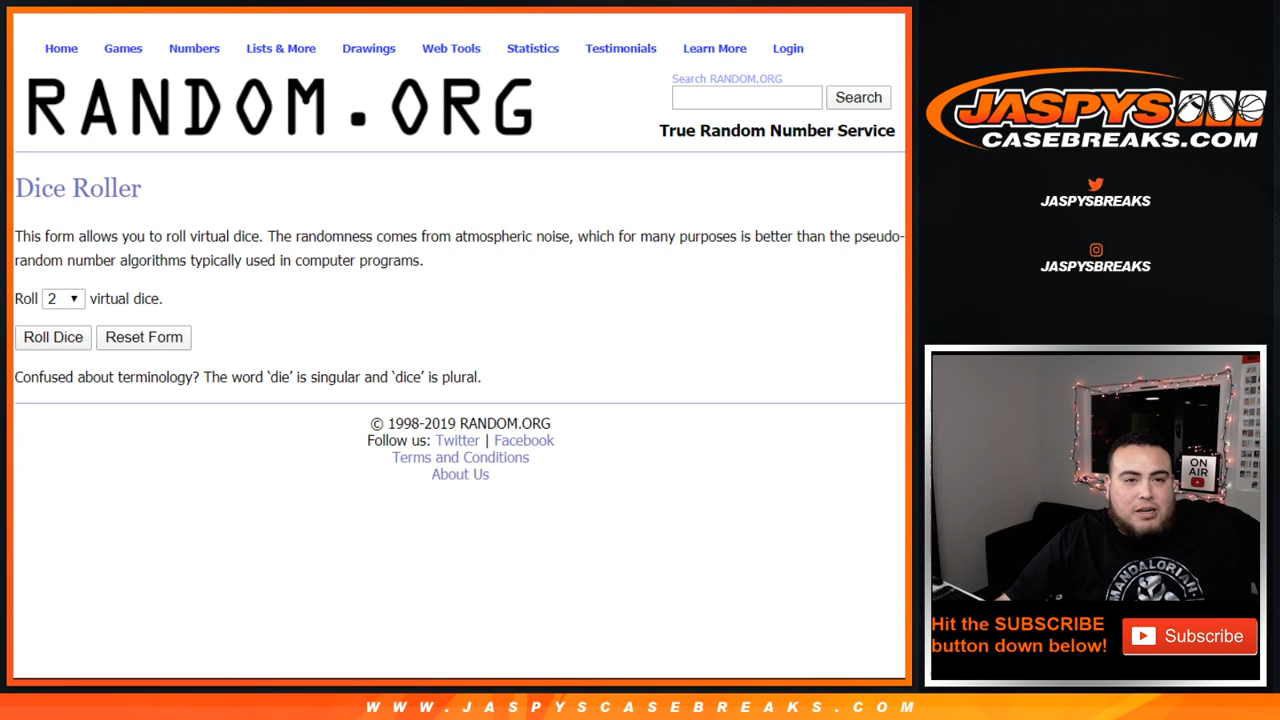 Home Games Numbers Lists & More Drawings Web Tools Statistics Testimonials Learn More Login
RANDOM.ORG
Search RANDOM.ORG
Search
True Random Number Service
Dice Roller
This form allows you to roll virtual dice. The randomness comes from atmospheric noise, which for many purposes is better than the pseudo-
random number algorithms typically used in computer programs.
Roll 2 virtual dice.
Roll Dice Reset Form
Confused about terminology? The word ‘die’ is singular and ‘dice’ is plural.
© 1998-2019 RANDOM.ORG
Follow us: Twitter | Facebook
Terms and Conditions
About Us
JASPYS
CASEBREAKS.COM
JASPYSBREAKS
JASPYSBREAKS
ON
AIR
MANDALORIAN
Hit the SUBSCRIBE
button down below!
Subscribe
WWW.JASPYSCASEBREAKS.COM